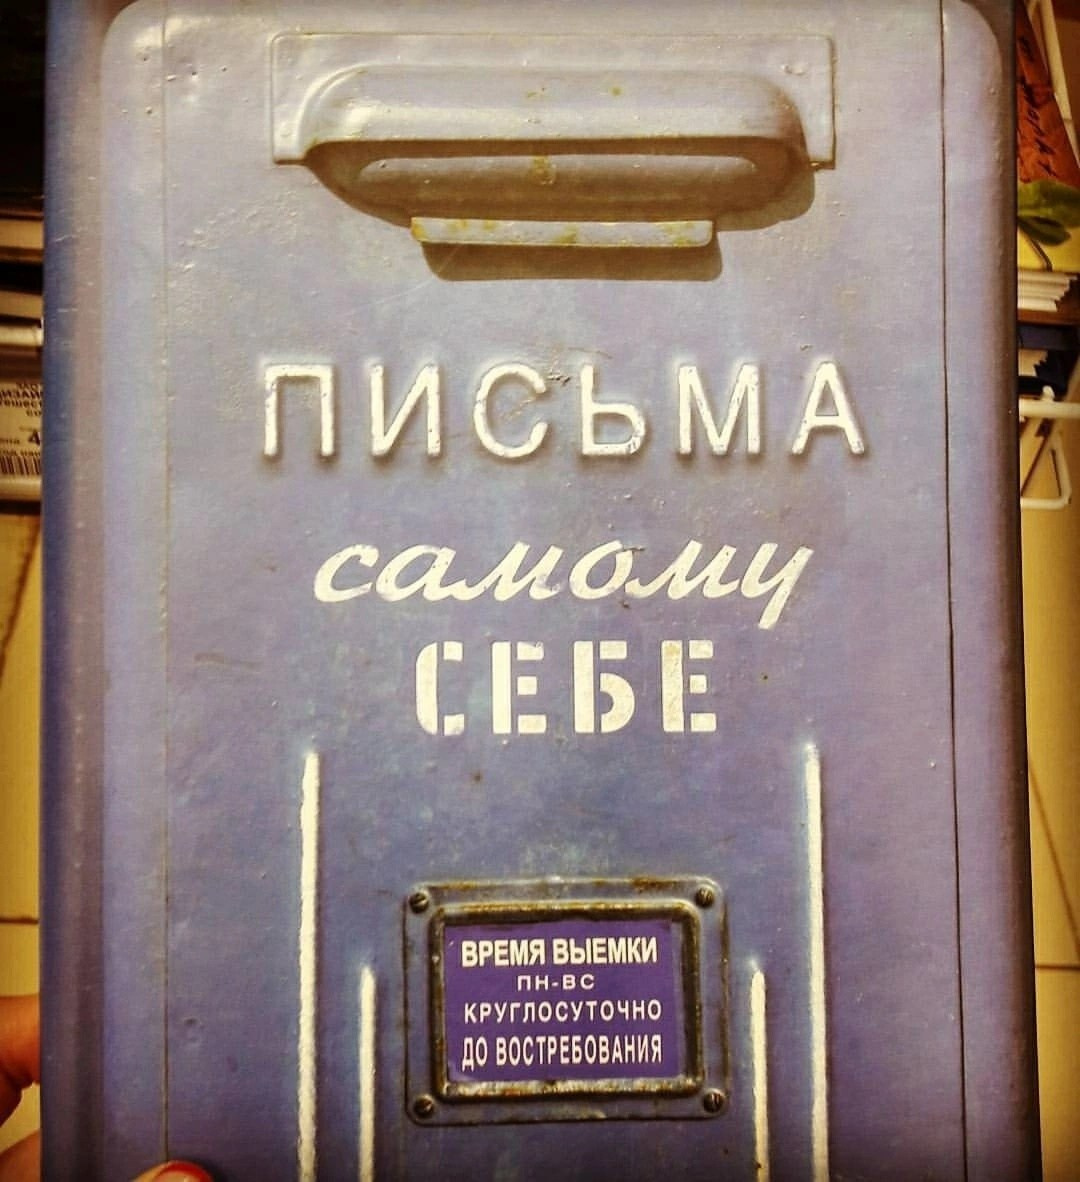 ПИСЬМА
самому
СЕБЕ
ВРЕМЯ ВЫЕМКИ
ПН-ВС
КРУГЛОСУТОЧНО
ДО ВОСТРЕБОВАНИЯ